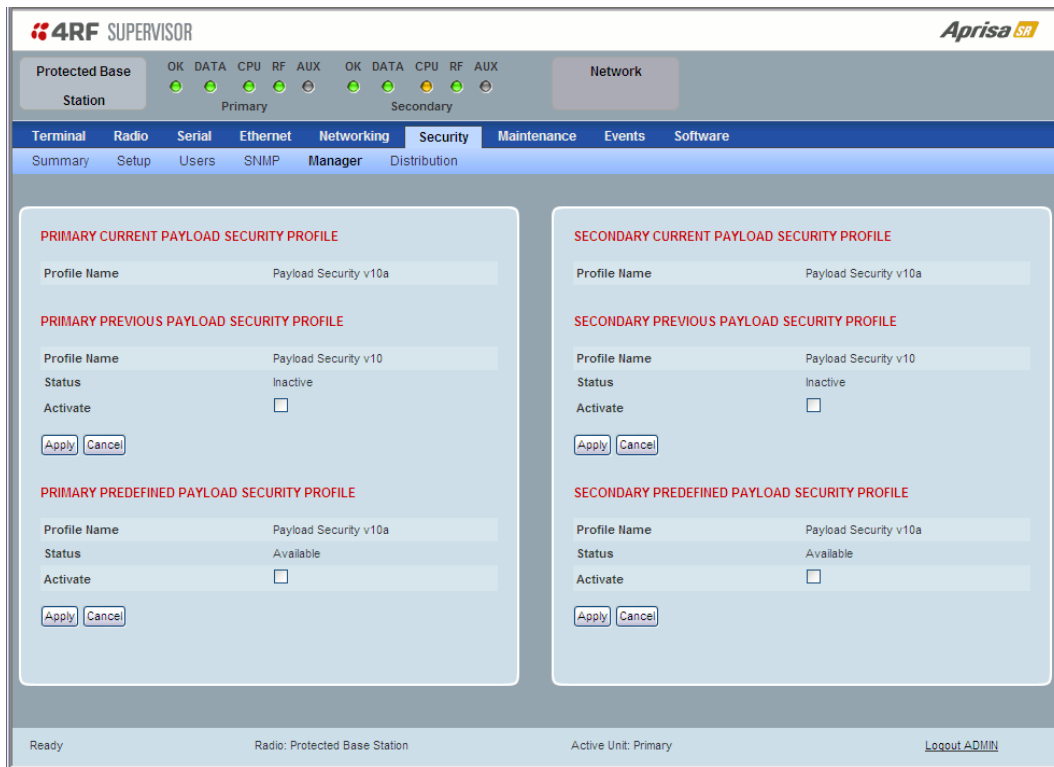 4RF SUPERVISOR
Aprisa SR
Protected Base Station
OK DATA CPU RF AUX OK DATA CPU RF AUX
Primary Secondary
Network
Terminal Radio Serial Ethernet Networking Security Maintenance Events Software
Summary Setup Users SNMP Manager Distribution
PRIMARY CURRENT PAYLOAD SECURITY PROFILE
Profile Name Payload Security v10a
PRIMARY PREVIOUS PAYLOAD SECURITY PROFILE
Profile Name Payload Security v10
Status Inactive
Activate
Apply Cancel
PRIMARY PREDEFINED PAYLOAD SECURITY PROFILE
Profile Name Payload Security v10a
Status Available
Activate
Apply Cancel
SECONDARY CURRENT PAYLOAD SECURITY PROFILE
Profile Name Payload Security v10a
SECONDARY PREVIOUS PAYLOAD SECURITY PROFILE
Profile Name Payload Security v10
Status Inactive
Activate
Apply Cancel
SECONDARY PREDEFINED PAYLOAD SECURITY PROFILE
Profile Name Payload Security v10a
Status Available
Activate
Apply Cancel
Ready Radio: Protected Base Station Active Unit: Primary Logout ADMIN